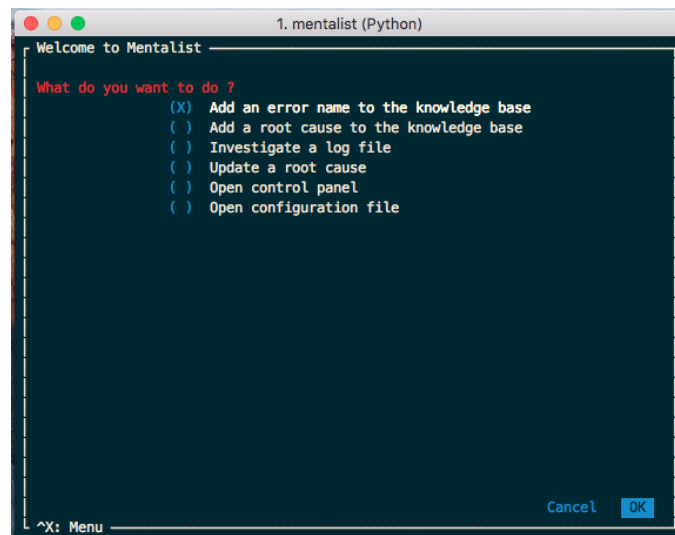 1. mentalist (Python)
Welcome to Mentalist
What do you want to do ?
(X) Add an error name to the knowledge base
( ) Add a root cause to the knowledge base
( ) Investigate a log file
( ) Update a root cause
( ) Open control panel
( ) Open configuration file
Cancel OK
^X: Menu